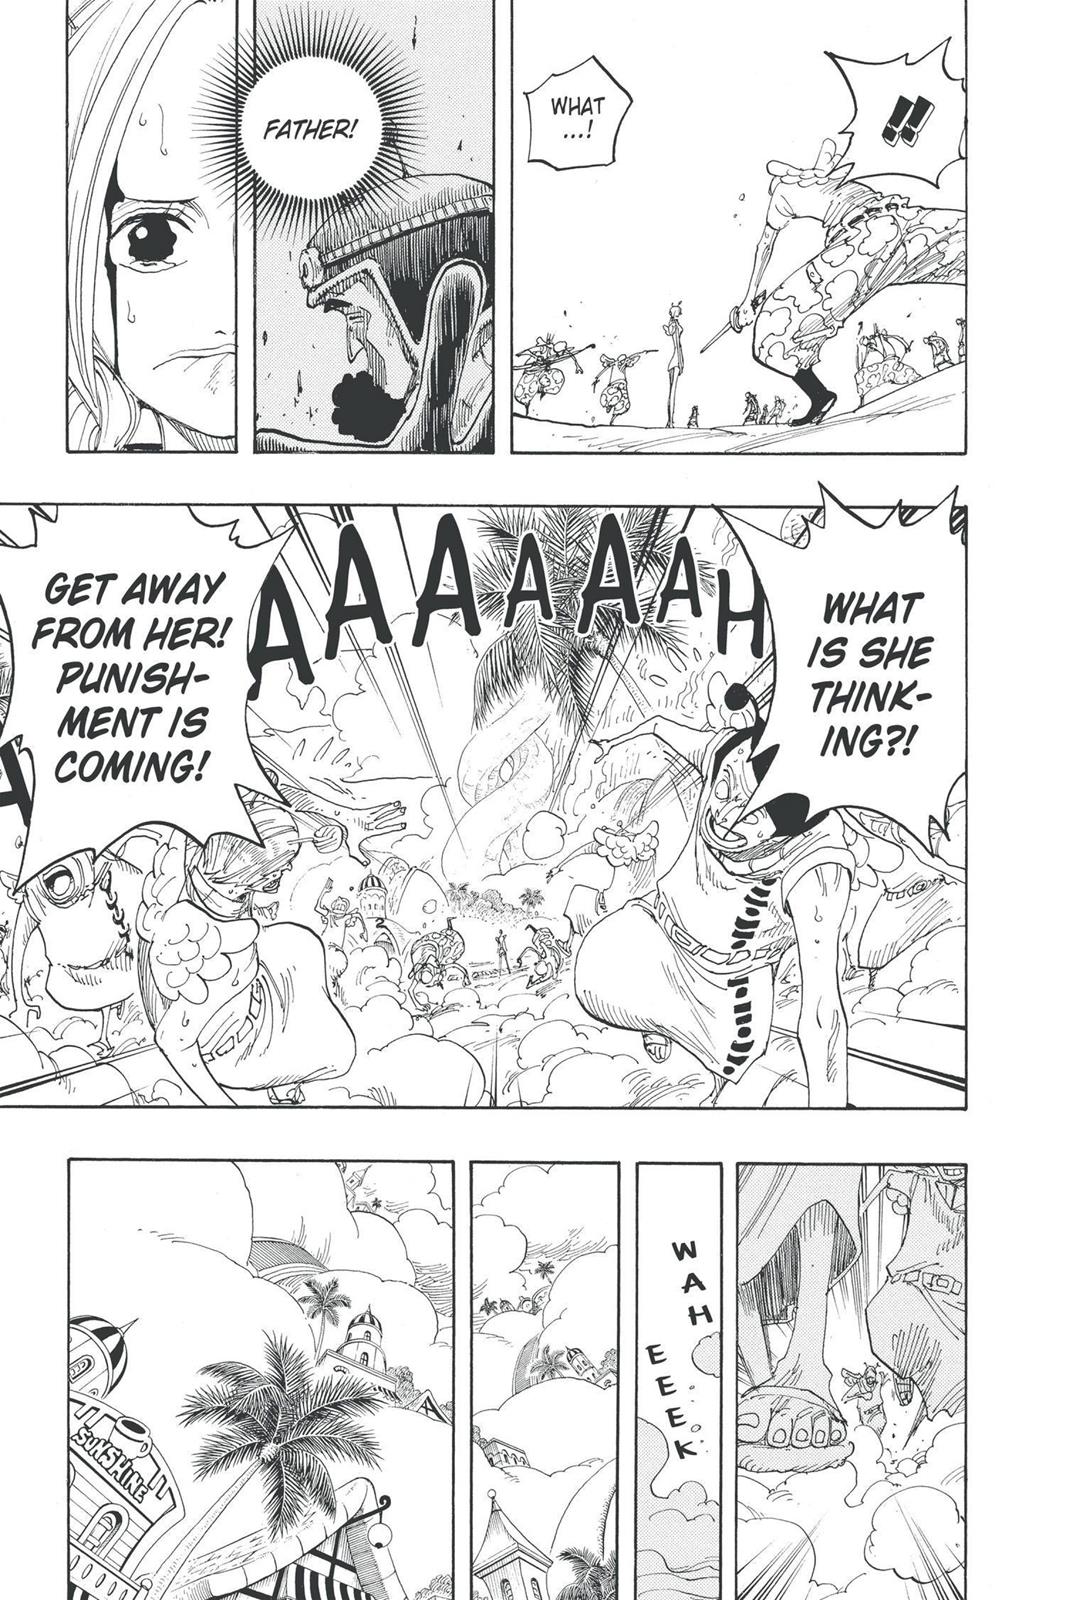 !!
WHAT
...!
FATHER!
WHAT
IS SHE
THINK-
ING?!
AAAAAAAH
GET AWAY
FROM HER!
PUNISH-
MENT IS
COMING!
WAH
EEEK
SUNSHINE